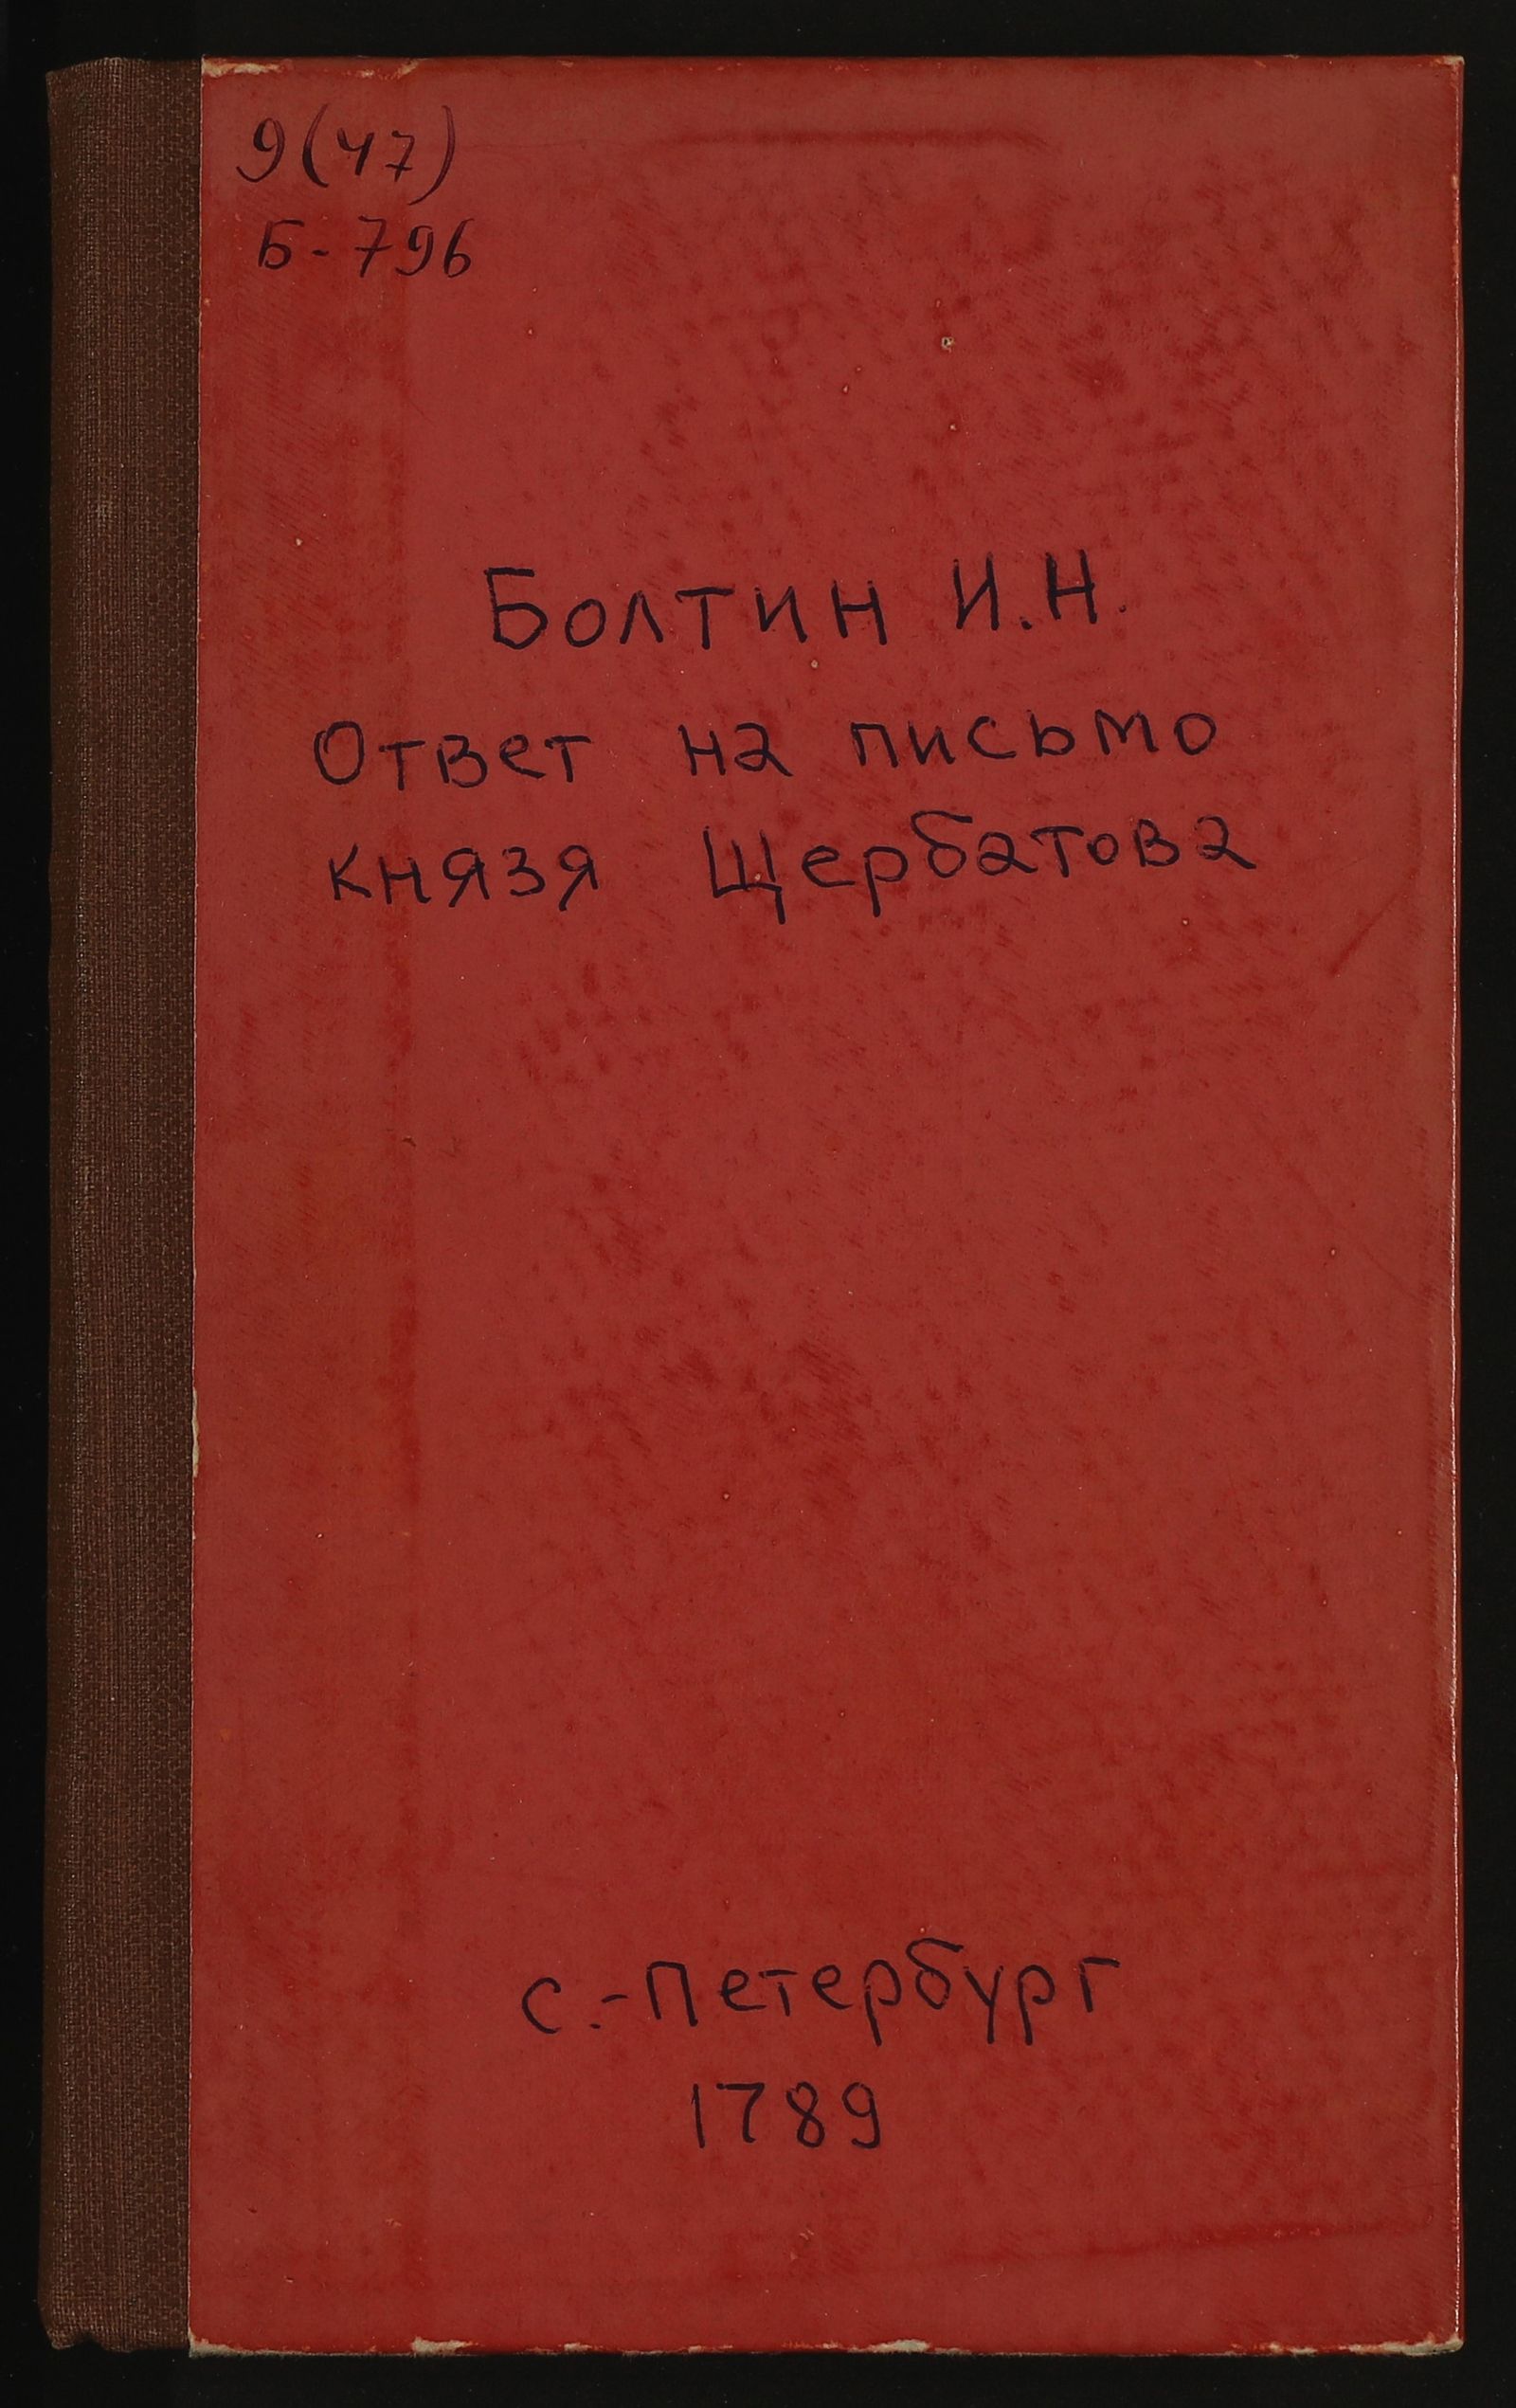 9(47)
Б-796
Болтин И.Н.
Ответ на письмо
князя Щербатова
С.-Петербург
1789